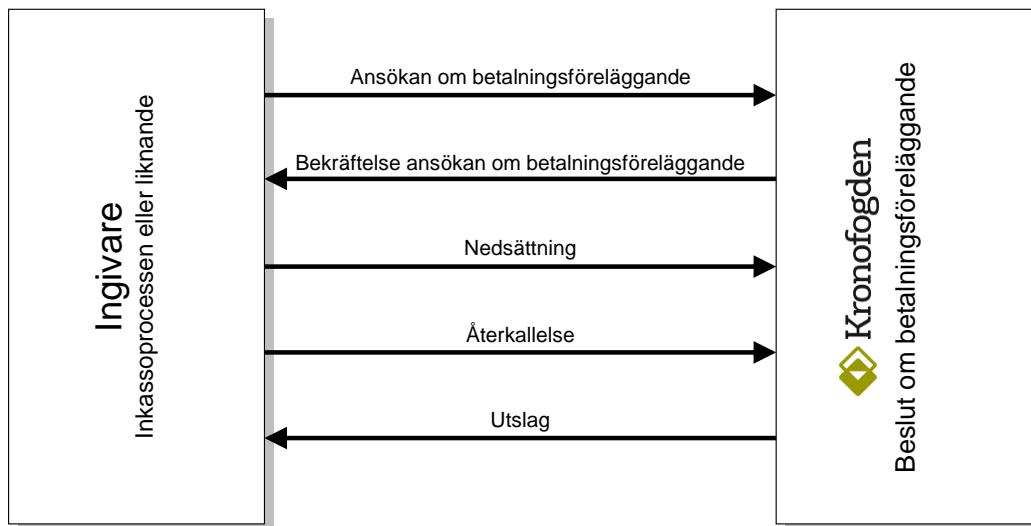 Ingivare
Inkassoprocessen eller liknande
Ansökan om betalningsföreläggande
Bekräftelse ansökan om betalningsföreläggande
Nedsättning
Återkallelse
Utslag
Kronofogden
Beslut om betalningsföreläggande